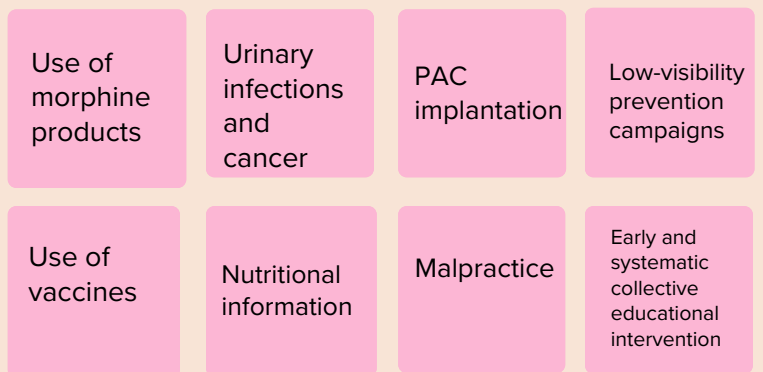 Use of
morphine
products
Urinary
infections
and
cancer
PAC
implantation
Low-visibility
prevention
campaigns
Use of
vaccines
Nutritional
information
Malpractice
Early and
systematic
collective
educational
intervention